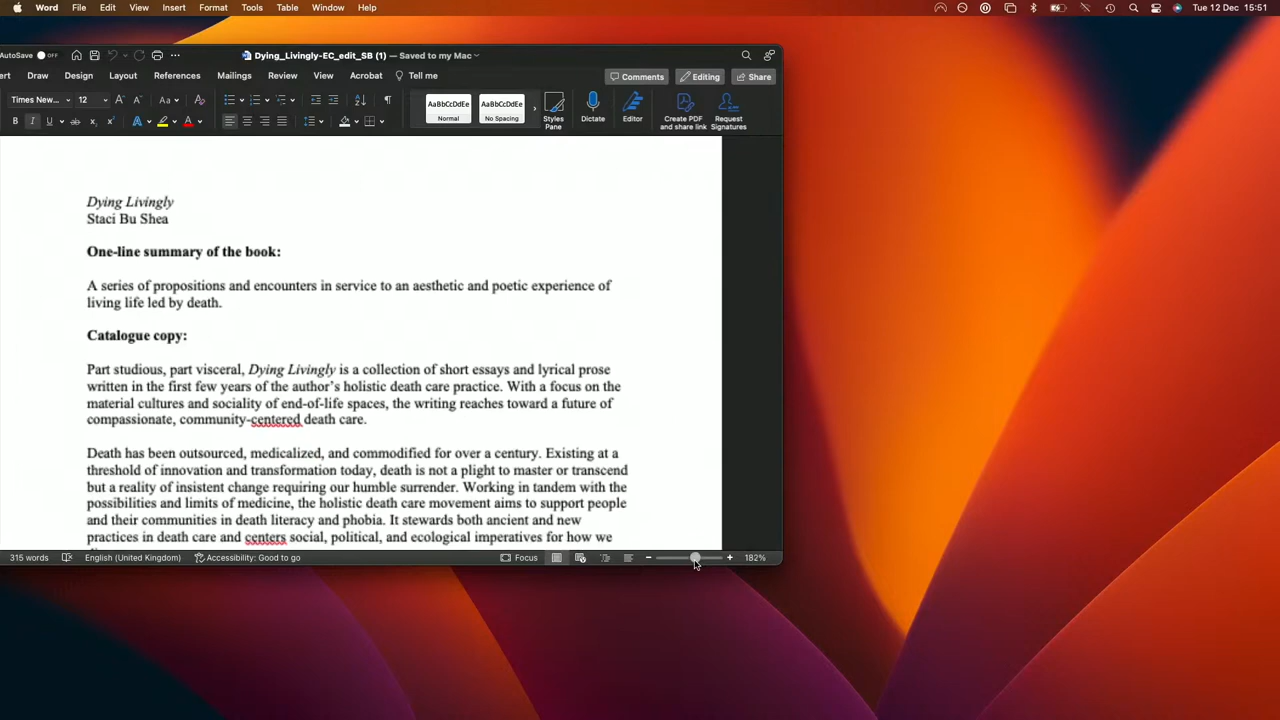 Word File Edit View Insert Format Tools Table Window Help Tue 12 Dec 15:51
AutoSave OFF Dying_Livingly-EC_edit_SB (1) — Saved to my Mac
Draw Design Layout References Mailings Review View Acrobat Tell me Comments Editing Share
Times New... 12 Aa AaBbCcDdEe AaBbCcDdEe
Normal No Spacing Styles Pane Dictate Editor Create PDF and share link Request Signatures
Dying Livingly
Staci Bu Shea
One-line summary of the book:
A series of propositions and encounters in service to an aesthetic and poetic experience of
living life led by death.
Catalogue copy:
Part studious, part visceral, Dying Livingly is a collection of short essays and lyrical prose
written in the first few years of the author’s holistic death care practice. With a focus on the
material cultures and sociality of end-of-life spaces, the writing reaches toward a future of
compassionate, community-centered death care.
Death has been outsourced, medicalized, and commodified for over a century. Existing at a
threshold of innovation and transformation today, death is not a plight to master or transcend
but a reality of insistent change requiring our humble surrender. Working in tandem with the
possibilities and limits of medicine, the holistic death care movement aims to support people
and their communities in death literacy and phobia. It stewards both ancient and new
practices in death care and centers social, political, and ecological imperatives for how we
315 words English (United Kingdom) Accessibility: Good to go Focus 182%